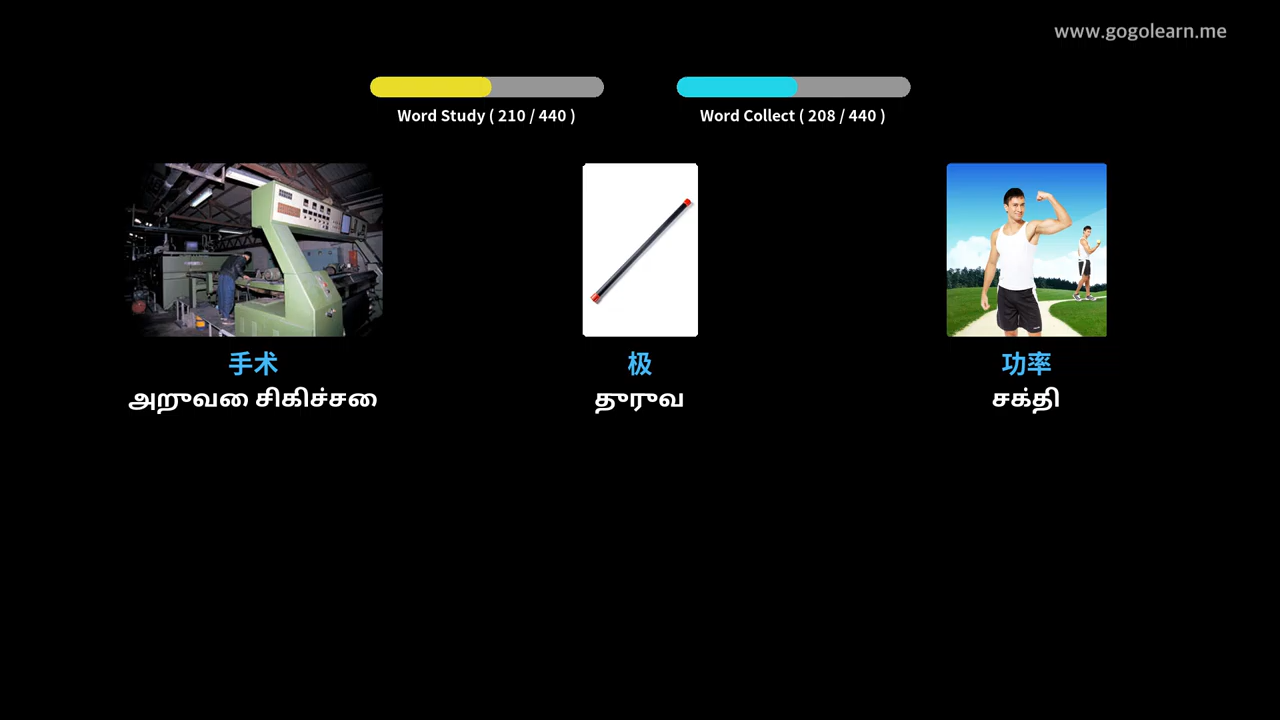 www.gogolearn.me
Word Study ( 210 / 440 )
Word Collect ( 208 / 440 )
手术
அறுவை சிகிச்சை
极
துருவ
功率
சக்தி